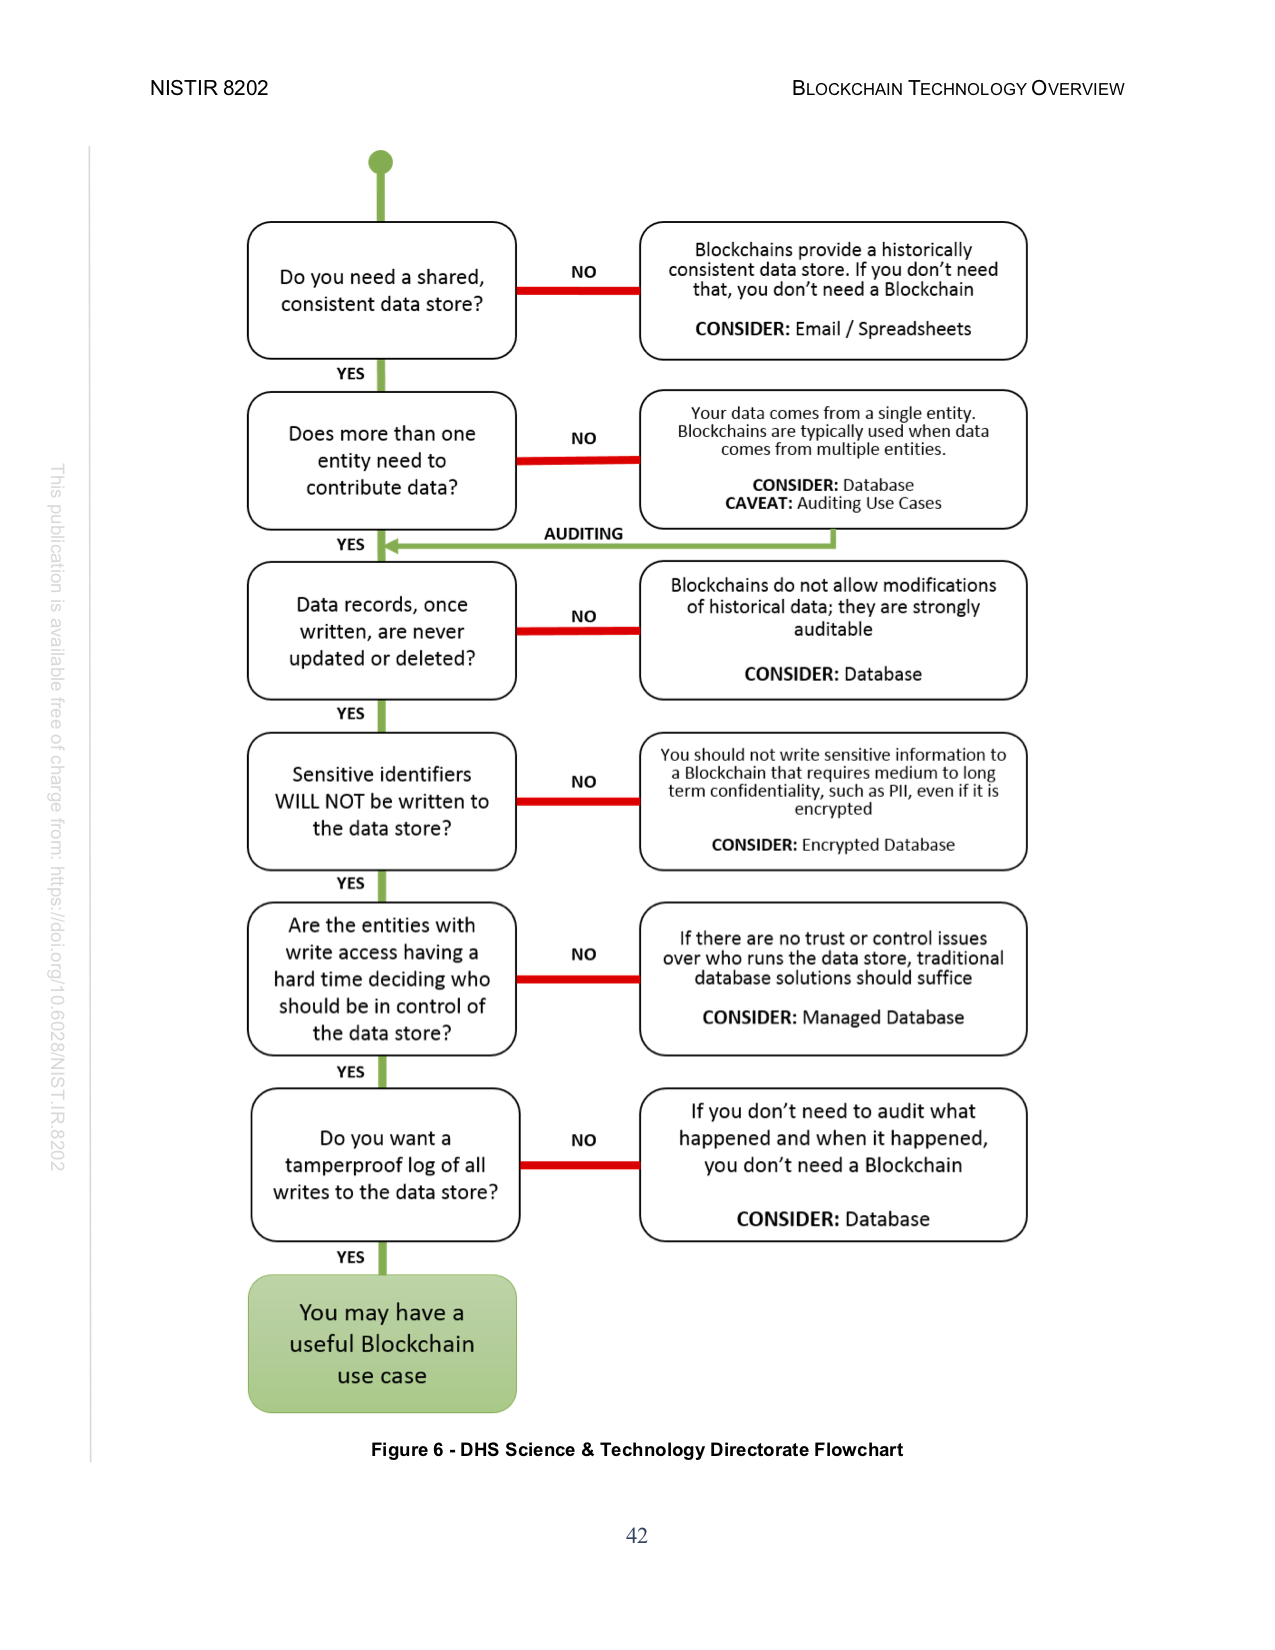 NISTIR 8202
BLOCKCHAIN TECHNOLOGY OVERVIEW
This publication is available free of charge from: https://doi.org/10.6028/NIST.IR.8202
Do you need a shared,
consistent data store?
NO
Blockchains provide a historically
consistent data store. If you don't need
that, you don't need a Blockchain
CONSIDER: Email / Spreadsheets
YES
Does more than one
entity need to
contribute data?
NO
Your data comes from a single entity.
Blockchains are typically used when data
comes from multiple entities.
CONSIDER: Database
CAVEAT: Auditing Use Cases
AUDITING
YES
Data records, once
written, are never
updated or deleted?
NO
Blockchains do not allow modifications
of historical data; they are strongly
auditable
CONSIDER: Database
YES
Sensitive identifiers
WILL NOT be written to
the data store?
NO
You should not write sensitive information to
a Blockchain that requires medium to long
term confidentiality, such as PII, even if it is
encrypted
CONSIDER: Encrypted Database
YES
Are the entities with
write access having a
hard time deciding who
should be in control of
the data store?
NO
If there are no trust or control issues
over who runs the data store, traditional
database solutions should suffice
CONSIDER: Managed Database
YES
Do you want a
tamperproof log of all
writes to the data store?
NO
If you don't need to audit what
happened and when it happened,
you don't need a Blockchain
CONSIDER: Database
YES
You may have a
useful Blockchain
use case
Figure 6 - DHS Science & Technology Directorate Flowchart
42